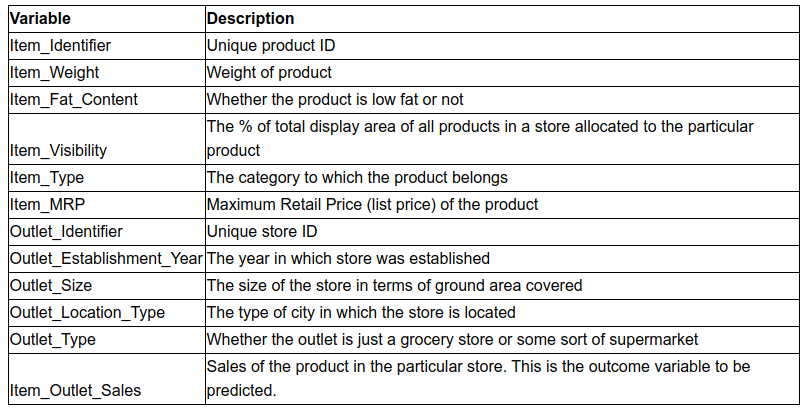 Variable Description
Item_Identifier Unique product ID
Item_Weight Weight of product
Item_Fat_Content Whether the product is low fat or not
The % of total display area of all products in a store allocated to the particular
Item_Visibility product
Item_Type The category to which the product belongs
Item_MRP Maximum Retail Price (list price) of the product
Outlet_Identifier Unique store ID
Outlet_Establishment_Year The year in which store was established
Outlet_Size The size of the store in terms of ground area covered
Outlet_Location_Type The type of city in which the store is located
Outlet_Type Whether the outlet is just a grocery store or some sort of supermarket
Sales of the product in the particular store. This is the outcome variable to be
Item_Outlet_Sales predicted.